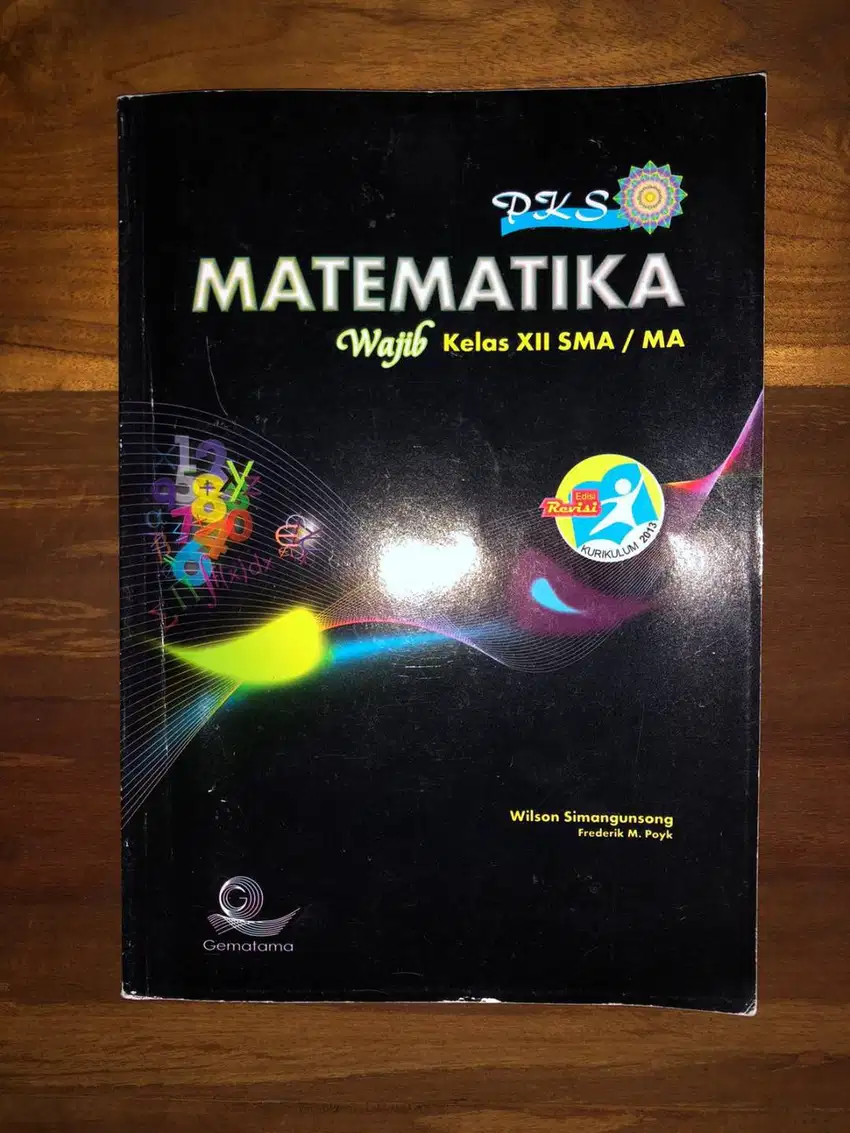 PKS
MATEMATIKA
Wajib Kelas XII SMA / MA
Edisi
Revisi
KURIKULUM 2013
Wilson Simangunsong
Frederik M. Poyk
G
Gematama